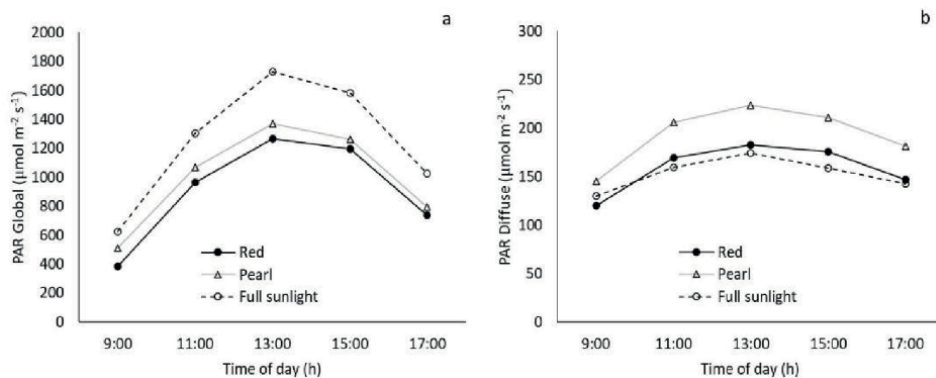 a
PAR Global (μmol m⁻² s⁻¹)
2000
1800
1600
1400
1200
1000
800
600
400
200
0
Red
Pearl
Full sunlight
9:00 11:00 13:00 15:00 17:00
Time of day (h)
b
PAR Diffuse (μmol m⁻² s⁻¹)
300
250
200
150
100
50
0
Red
Pearl
Full sunlight
9:00 11:00 13:00 15:00 17:00
Time of day (h)